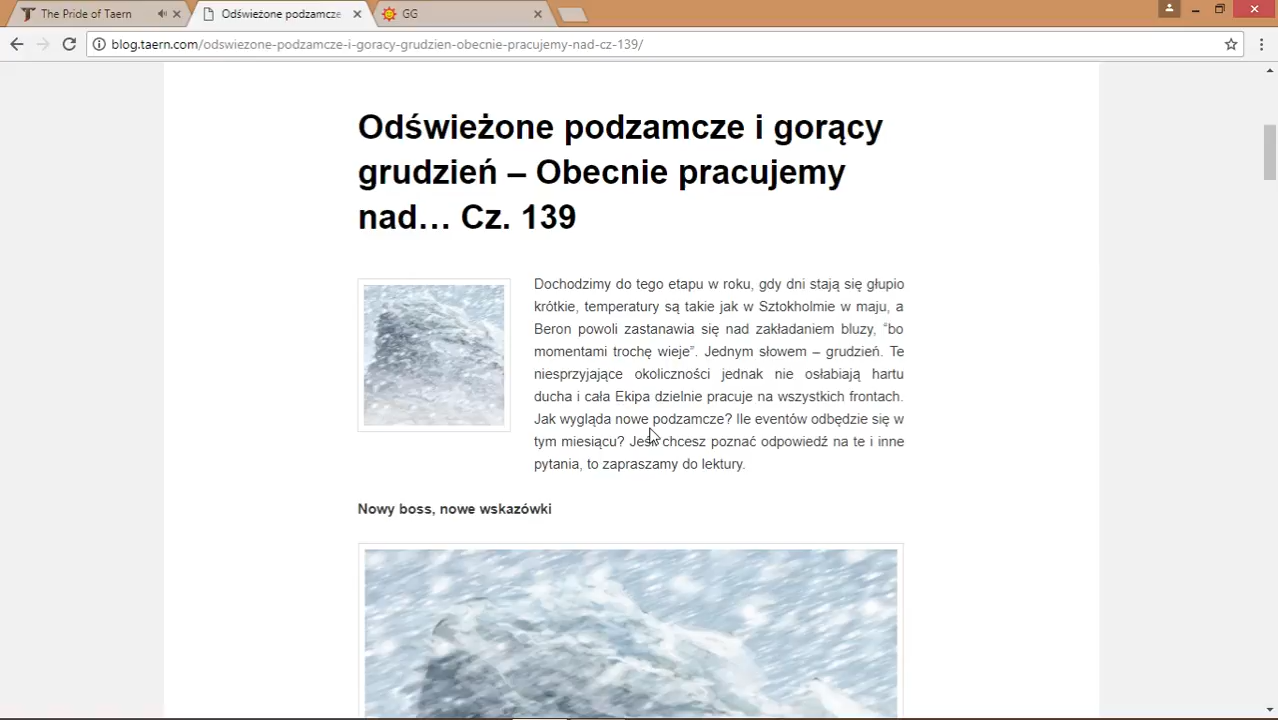 The Pride of Taern
Odświeżone podzamcze
GG
blog.taern.com/odswiezone-podzamcze-i-goracy-grudzien-obecnie-pracujemy-nad-cz-139/
Odświeżone podzamcze i gorący
grudzień – Obecnie pracujemy
nad… Cz. 139
Dochodzimy do tego etapu w roku, gdy dni stają się głupio
krótkie, temperatury są takie jak w Sztokholmie w maju, a
Beron powoli zastanawia się nad zakładaniem bluzy, “bo
momentami trochę wieje”. Jednym słowem – grudzień. Te
niesprzyjające okoliczności jednak nie osłabiają hartu
ducha i cała Ekipa dzielnie pracuje na wszystkich frontach.
Jak wygląda nowe podzamcze? Ile eventów odbędzie się w
tym miesiącu? Jeśli chcesz poznać odpowiedź na te i inne
pytania, to zapraszamy do lektury.
Nowy boss, nowe wskazówki